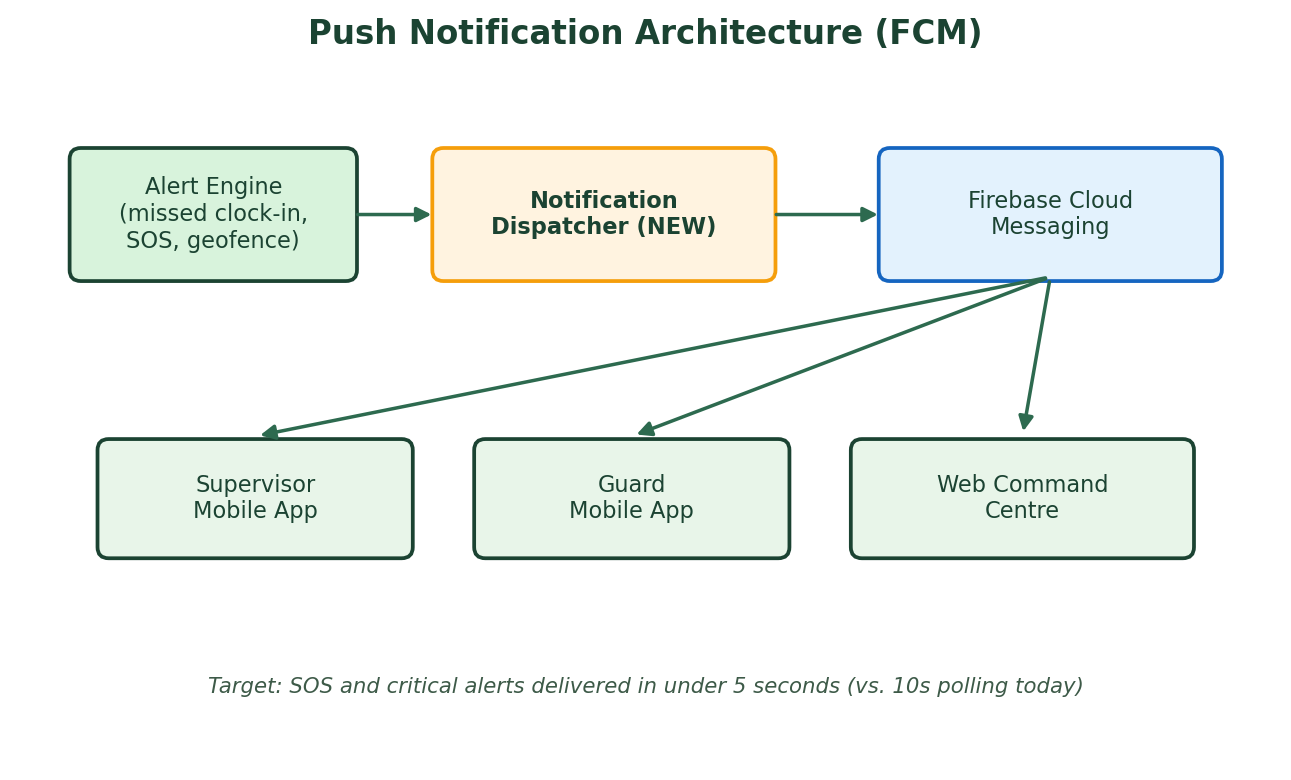 Push Notification Architecture (FCM)
Alert Engine
(missed clock-in,
SOS, geofence)
Notification
Dispatcher (NEW)
Firebase Cloud
Messaging
Supervisor
Mobile App
Guard
Mobile App
Web Command
Centre
Target: SOS and critical alerts delivered in under 5 seconds (vs. 10s polling today)